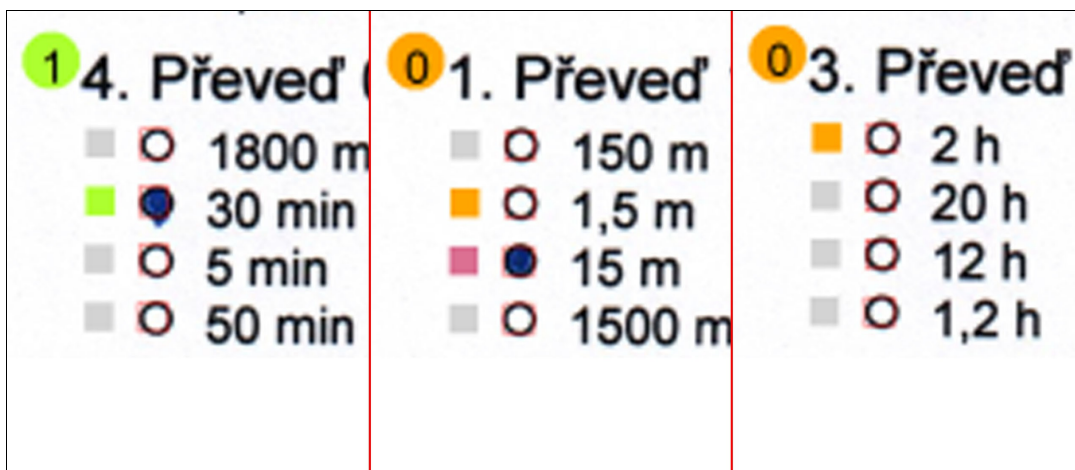 1 4. Převeď
1800 m
30 min
5 min
50 min
0 1. Převeď
150 m
1,5 m
15 m
1500 m
0 3. Převeď
2 h
20 h
12 h
1,2 h